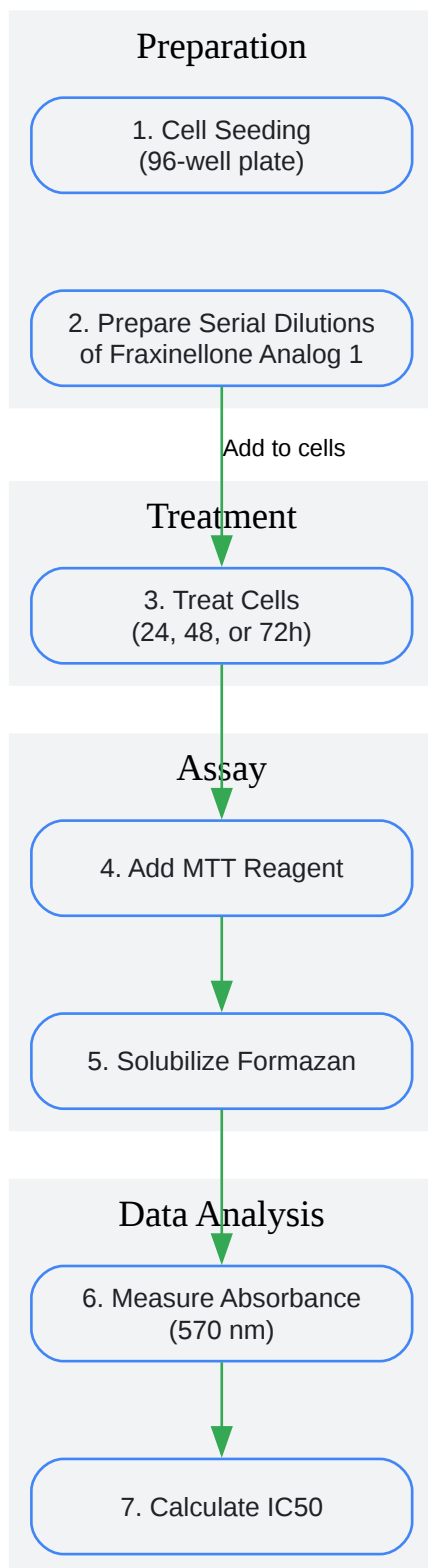 Preparation
1. Cell Seeding
(96-well plate)
2. Prepare Serial Dilutions
of Fraxinellone Analog 1
Add to cells
Treatment
3. Treat Cells
(24, 48, or 72h)
Assay
4. Add MTT Reagent
5. Solubilize Formazan
Data Analysis
6. Measure Absorbance
(570 nm)
7. Calculate IC50